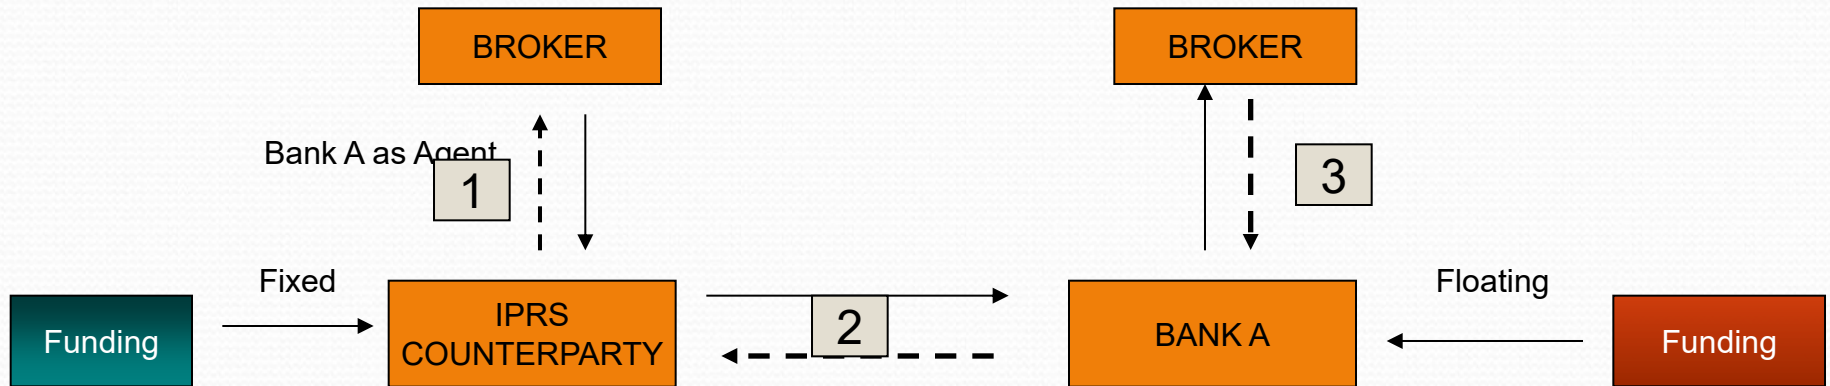 BROKER
BROKER
Bank A as Agent
1
3
Fixed
Floating
Funding
IPRS
COUNTERPARTY
2
BANK A
Funding